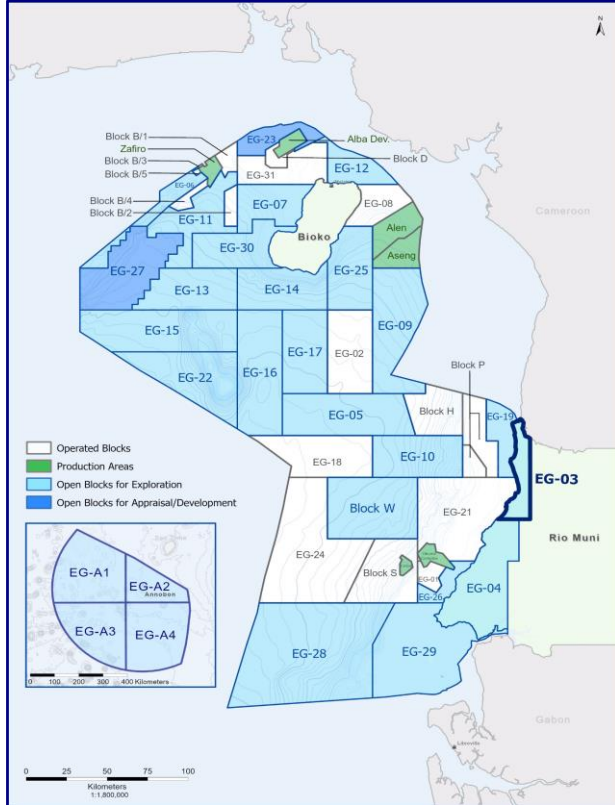 N
Block B/1
Zafiro
Block B/3
Block B/5
EG-06
Block B/4
Block B/2
EG-23
Alba Dev.
Block D
EG-31
EG-12
EG-11
EG-07
EG-08
Bioko
Alen
Aseng
EG-30
EG-27
EG-25
EG-13
EG-14
EG-09
EG-15
EG-17
EG-02
EG-16
EG-22
EG-05
Block H
Block P
EG-19
EG-03
EG-18
EG-10
Block W
EG-21
EG-24
Block S
EG-01
EG-26
EG-04
EG-28
EG-29
Cameroon
Rio Muni
Gabon
Libreville
Operated Blocks
Production Areas
Open Blocks for Exploration
Open Blocks for Appraisal/Development
EG-A1
EG-A2
Annobon
EG-A3
EG-A4
0 100 200 300 400 Kilometers
0 25 50 75 100
Kilometers
1:1,800,000